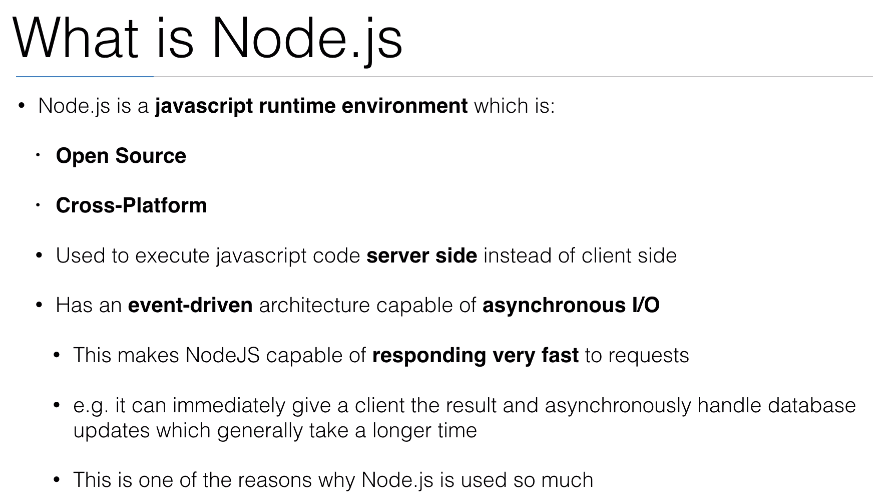 What is Node.js
• Node.js is a javascript runtime environment which is:
• Open Source
• Cross-Platform
• Used to execute javascript code server side instead of client side
• Has an event-driven architecture capable of asynchronous I/O
• This makes NodeJS capable of responding very fast to requests
• e.g. it can immediately give a client the result and asynchronously handle database
updates which generally take a longer time
• This is one of the reasons why Node.js is used so much